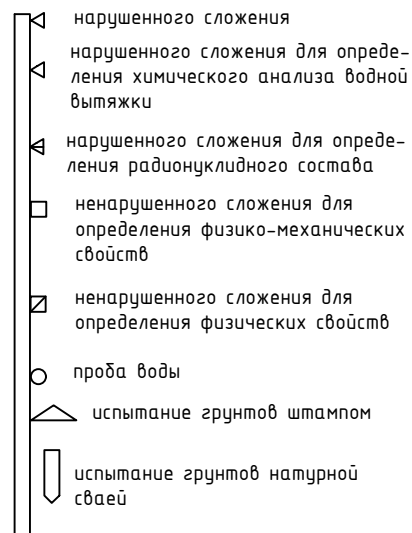 нарушенного сложения
нарушенного сложения для опреде-
ления химического анализа водной
вытяжки
нарушенного сложения для опреде-
ления радионуклидного состава
ненарушенного сложения для
определения физико-механических
свойств
ненарушенного сложения для
определения физических свойств
проба воды
испытание грунтов штампом
испытание грунтов натурной
сваей